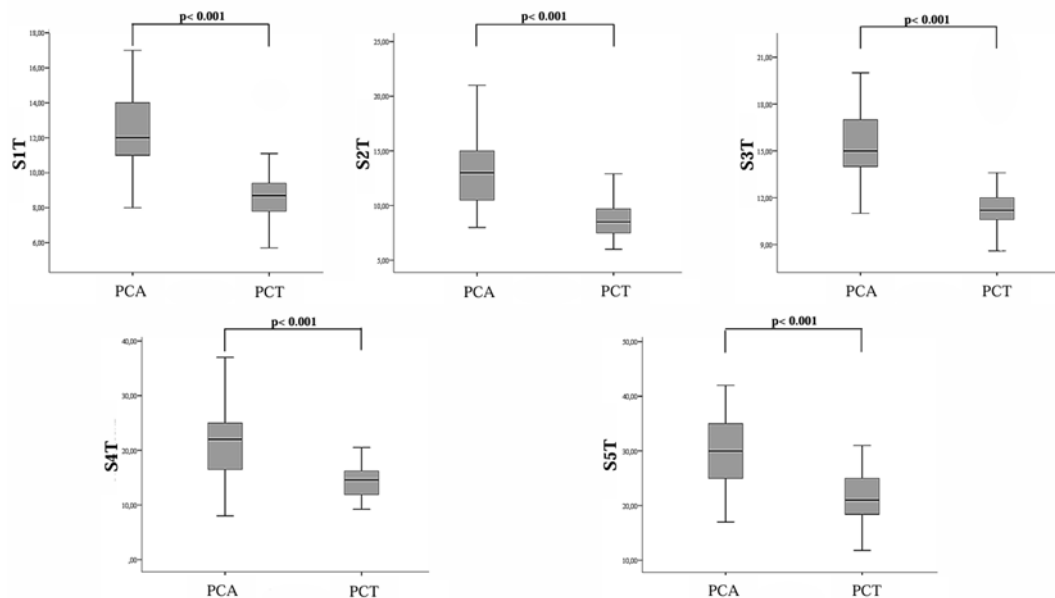 p< 0.001
18,00
16,00
14,00
12,00
10,00
8,00
6,00
S1T
PCA PCT
p< 0.001
25,00
20,00
15,00
10,00
5,00
S2T
PCA PCT
p< 0.001
21,00
18,00
15,00
12,00
9,00
S3T
PCA PCT
p< 0.001
40,00
30,00
20,00
10,00
,00
S4T
PCA PCT
p< 0.001
50,00
40,00
30,00
20,00
10,00
S5T
PCA PCT